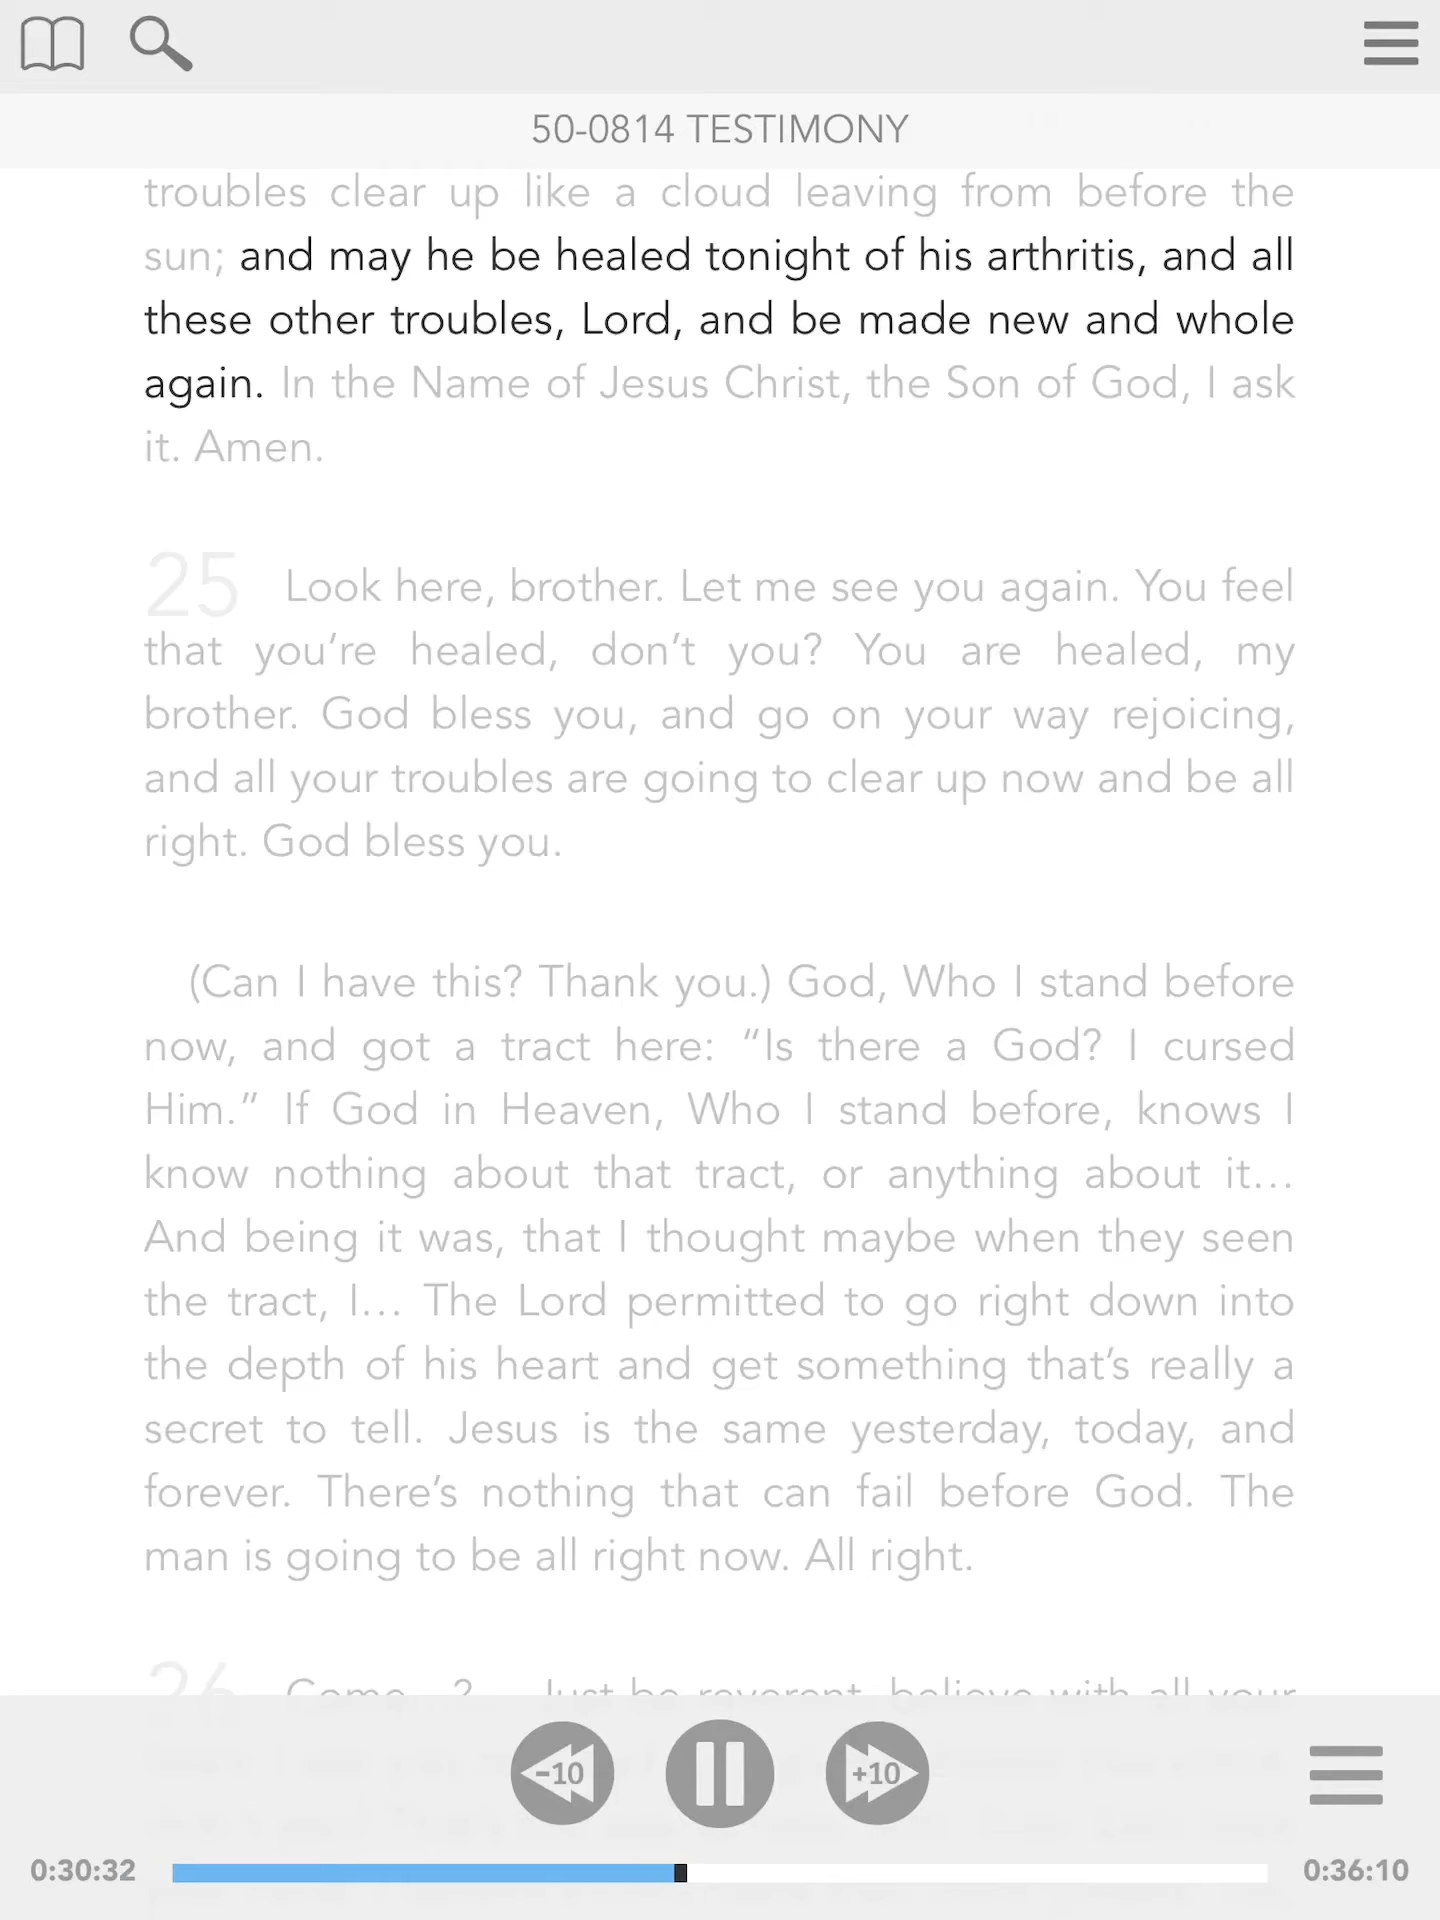 50-0814 TESTIMONY
troubles clear up like a cloud leaving from before the
sun; and may he be healed tonight of his arthritis, and all
these other troubles, Lord, and be made new and whole
again. In the Name of Jesus Christ, the Son of God, I ask
it. Amen.
25 Look here, brother. Let me see you again. You feel
that you’re healed, don’t you? You are healed, my
brother. God bless you, and go on your way rejoicing,
and all your troubles are going to clear up now and be all
right. God bless you.
(Can I have this? Thank you.) God, Who I stand before
now, and got a tract here: “Is there a God? I cursed
Him.” If God in Heaven, Who I stand before, knows I
know nothing about that tract, or anything about it…
And being it was, that I thought maybe when they seen
the tract, I… The Lord permitted to go right down into
the depth of his heart and get something that’s really a
secret to tell. Jesus is the same yesterday, today, and
forever. There’s nothing that can fail before God. The
man is going to be all right now. All right.
26 Come…?… Just be reverent, believe with all your
-10 +10
0:30:32 0:36:10